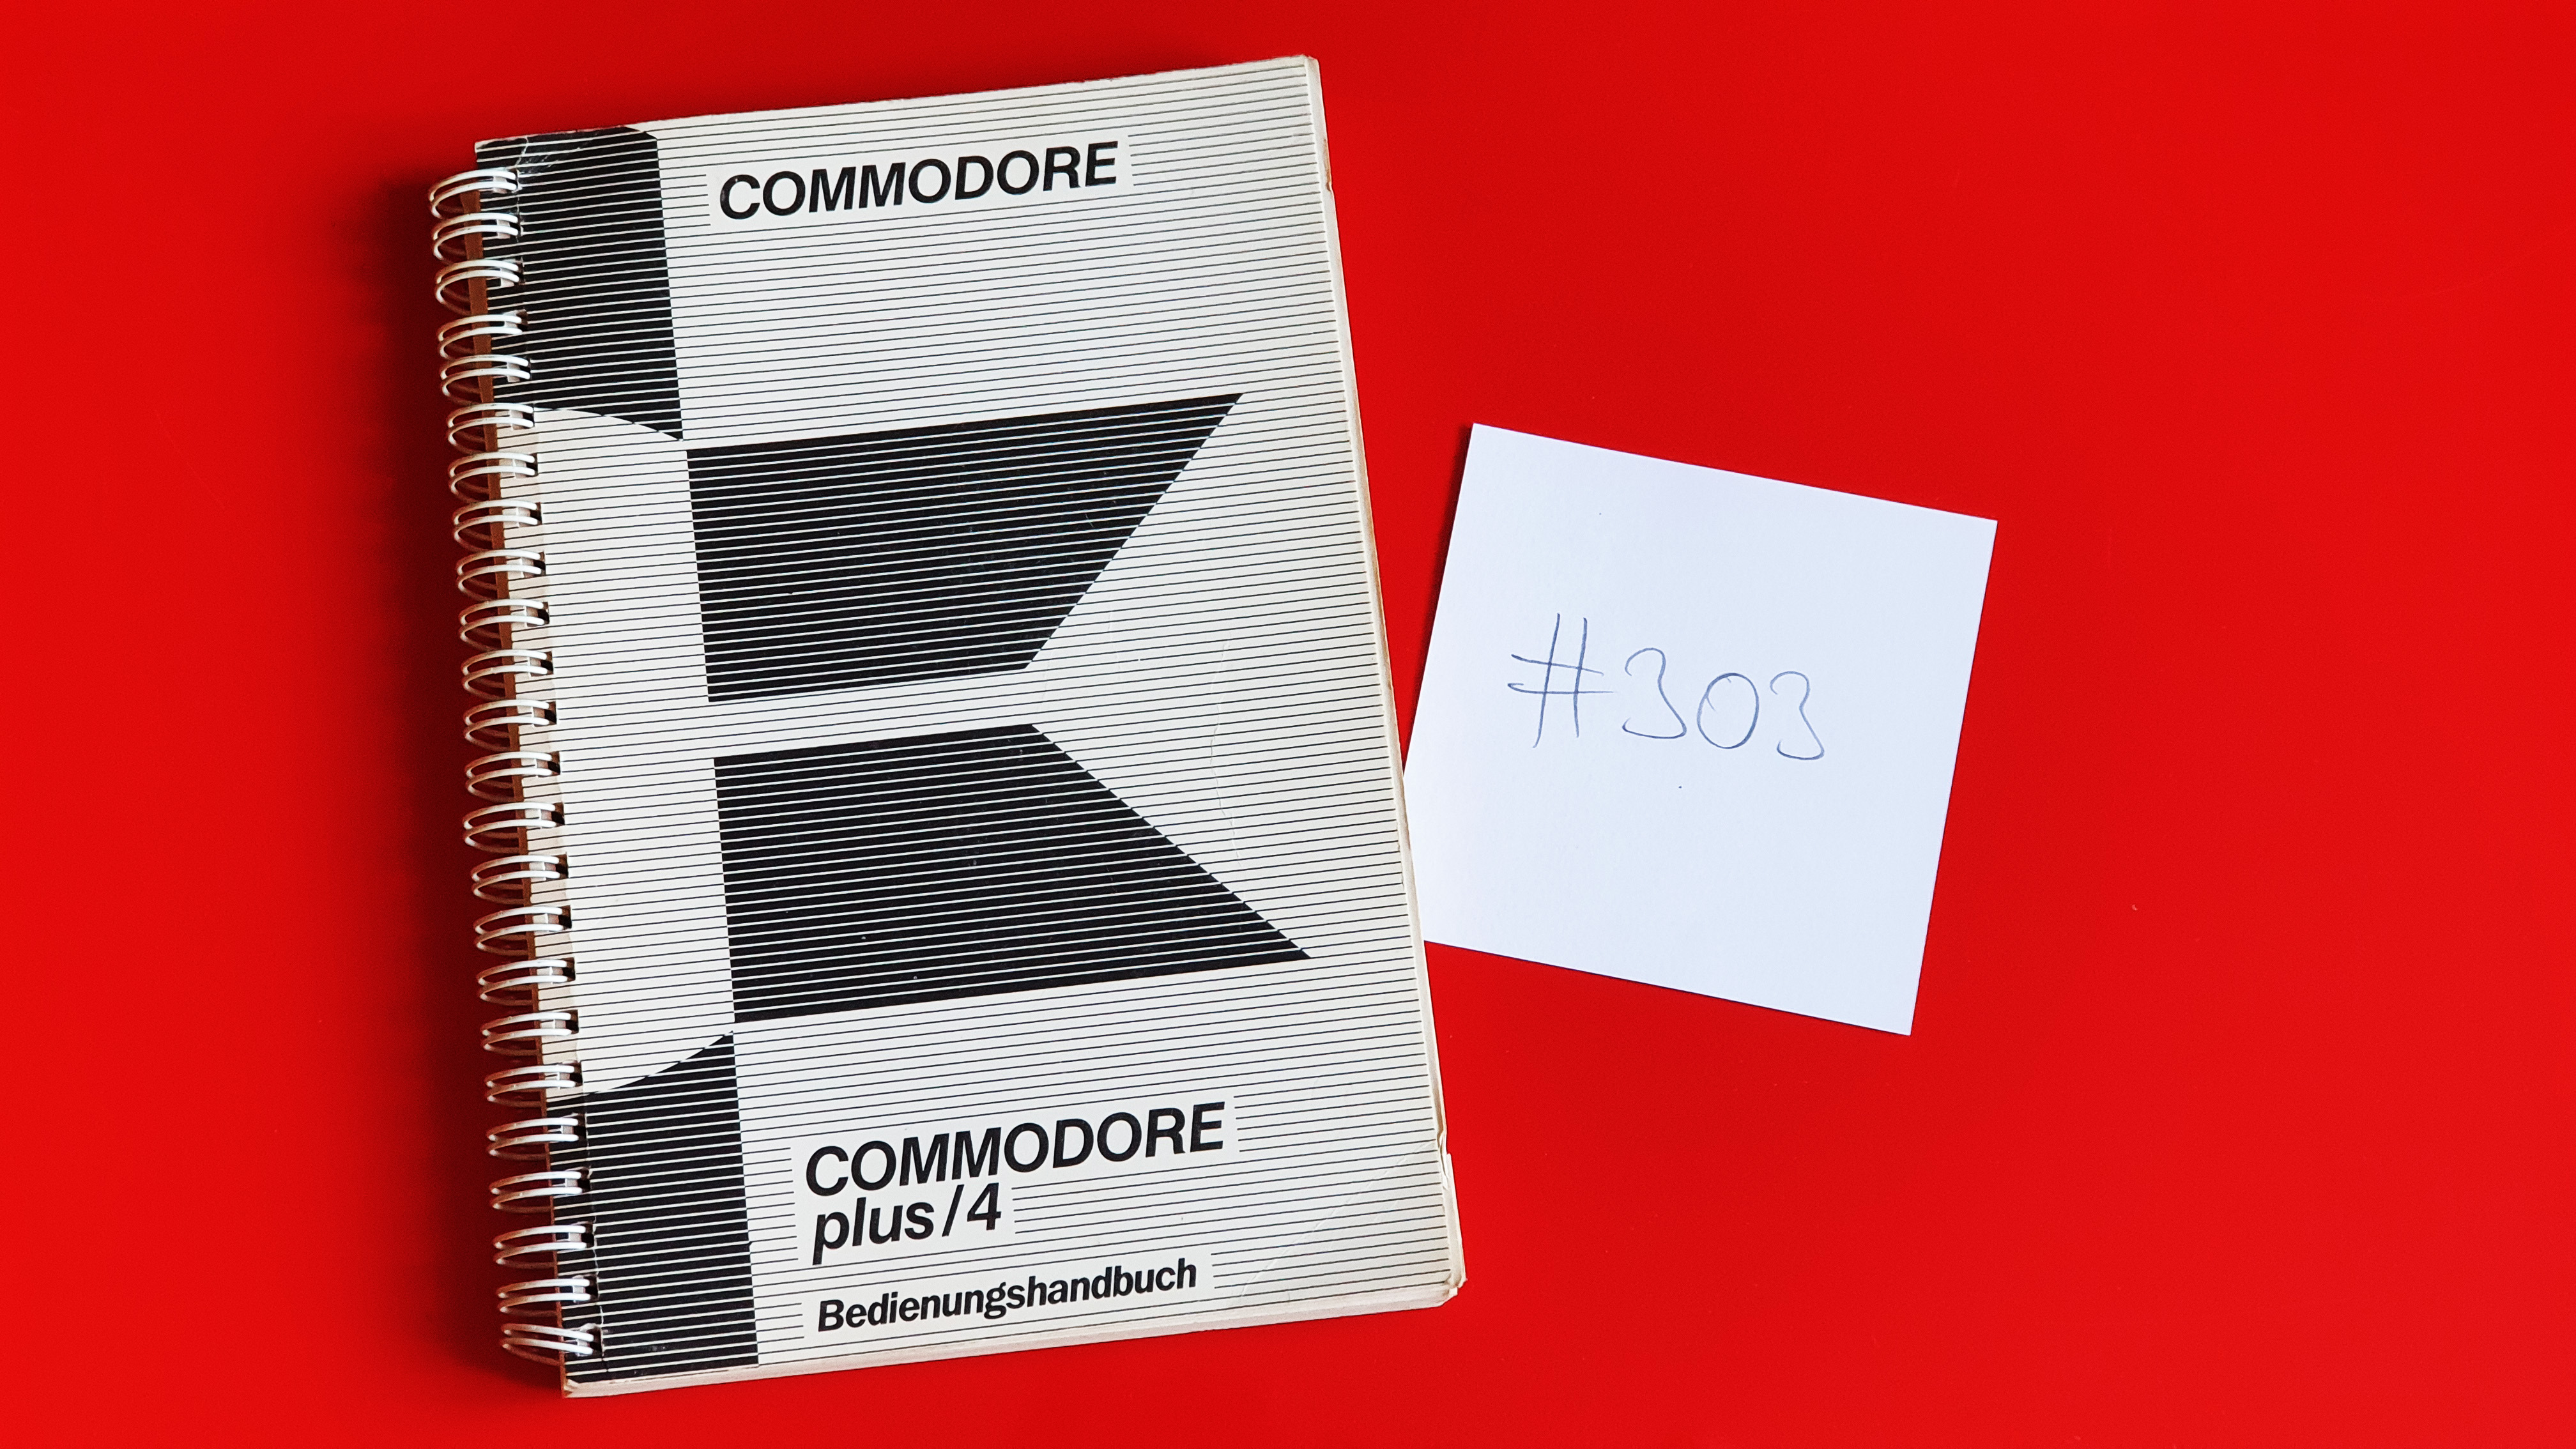 COMMODORE
#303
COMMODORE
plus/4
Bedienungshandbuch